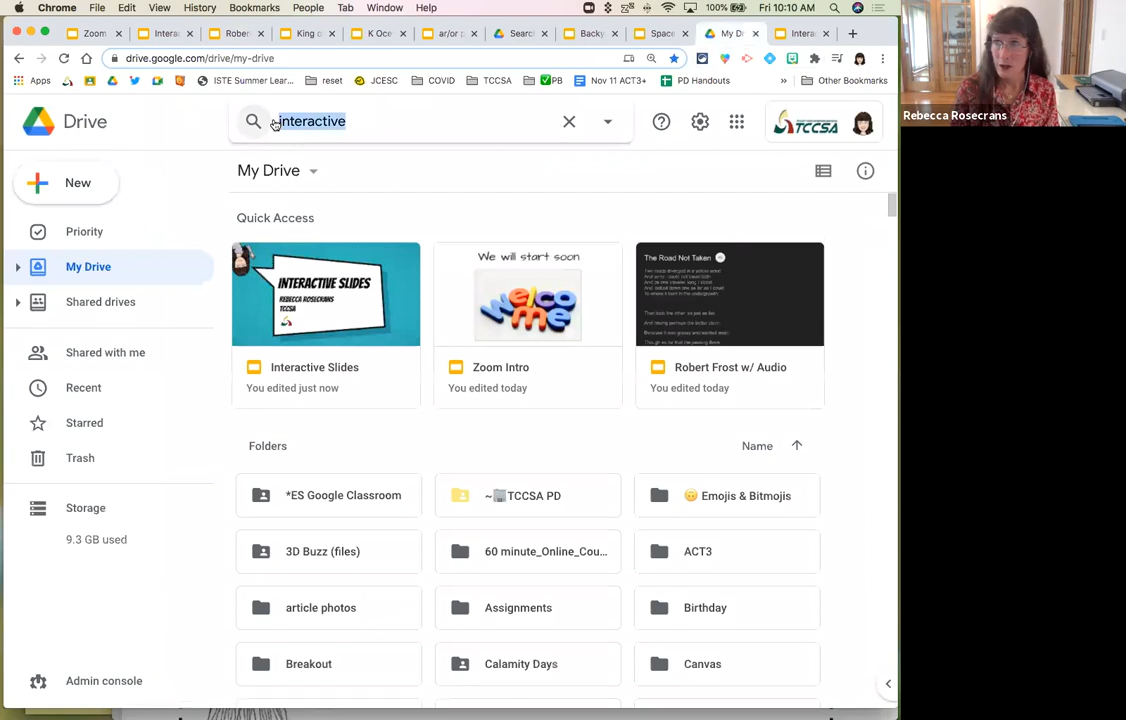 Chrome File Edit View History Bookmarks People Tab Window Help 100% Fri 10:10 AM
Zoom Intera Rober King o K Oce ar/or p Searc Backy Space My Dri Intera
drive.google.com/drive/my-drive
Apps ISTE Summer Lear... reset JCESC COVID TCCSA PB Nov 11 ACT3+ PD Handouts » Other Bookmarks
Rebecca Rosecrans
Drive
interactive
TCCSA
New
My Drive
Priority
My Drive
Shared drives
Shared with me
Recent
Starred
Trash
Storage
9.3 GB used
Admin console
Quick Access
INTERACTIVE SLIDES
REBECCA ROSECRANS
TCCSA
We will start soon
welcome
The Road Not Taken
Interactive Slides
You edited just now
Zoom Intro
You edited today
Robert Frost w/ Audio
You edited today
Folders Name
*ES Google Classroom
~🏢TCCSA PD
🙃 Emojis & Bitmojis
3D Buzz (files)
60 minute_Online_Cou...
ACT3
article photos
Assignments
Birthday
Breakout
Calamity Days
Canvas